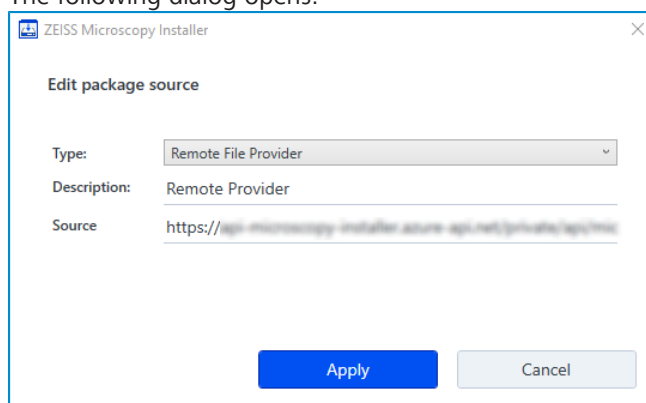 The following dialog opens:
ZEISS Microscopy Installer
Edit package source
Type: Remote File Provider
Description: Remote Provider
Source https://
Apply Cancel